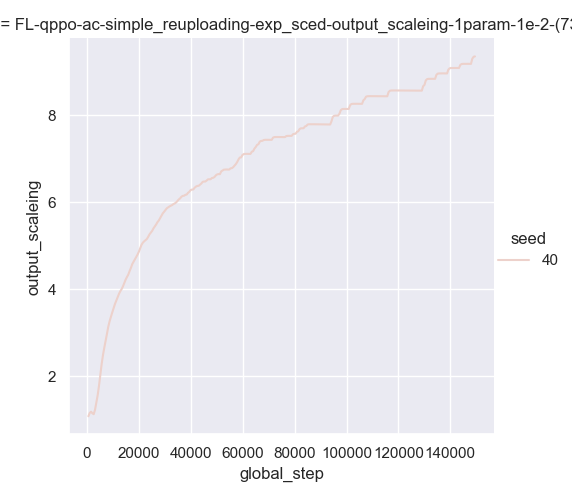 = FL-qppo-ac-simple_reuploading-exp_sced-output_scaleing-1param-1e-2-(73
8
6
4
2
output_scaleing
seed
40
0 20000 40000 60000 80000 100000 120000 140000
global_step